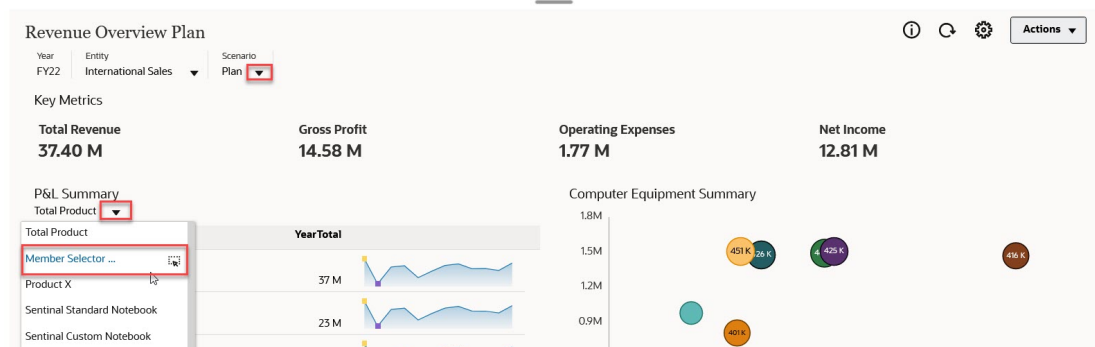 Revenue Overview Plan
Actions
Year Entity Scenario
FY22 International Sales Plan
Key Metrics
Total Revenue Gross Profit Operating Expenses Net Income
37.40 M 14.58 M 1.77 M 12.81 M
P&L Summary
Total Product
Total Product
Member Selector ...
Product X
Sentinal Standard Notebook
Sentinal Custom Notebook
YearTotal
37 M
23 M
Computer Equipment Summary
1.8M
1.5M
1.2M
0.9M
451 K
425 K
416 K
401 K